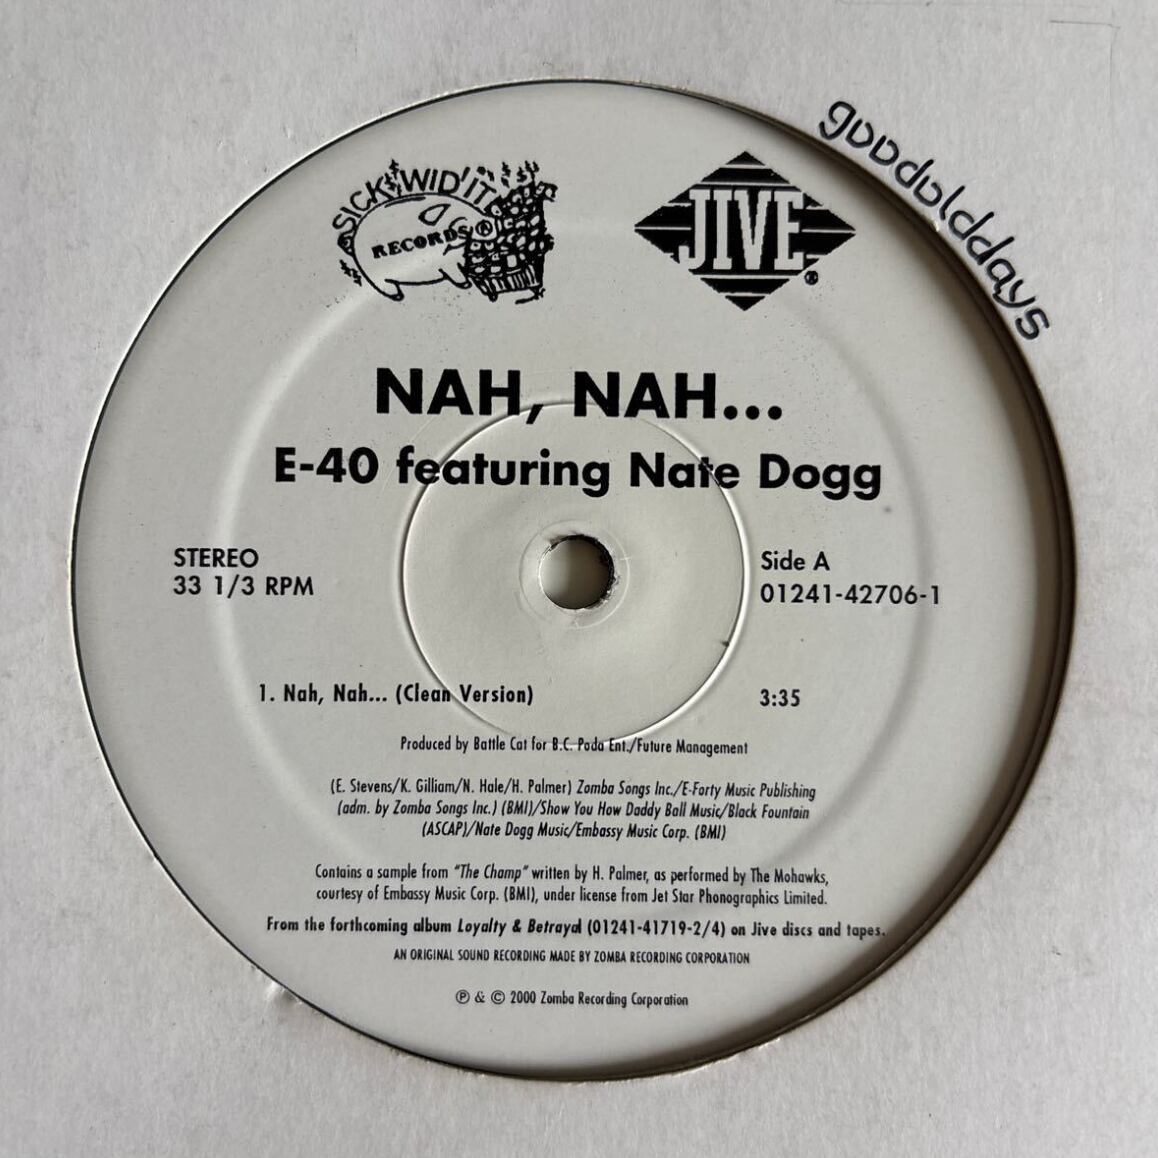 gooddolddays
SICK WID' IT
RECORDS ®
JIVE ®
NAH, NAH...
E-40 featuring Nate Dogg
STEREO
33 1/3 RPM
Side A
01241-42706-1
1. Nah, Nah... (Clean Version) 3:35
Produced by Battle Cat for B.C. Poda Ent./Future Management
(E. Stevens/K. Gilliam/N. Hale/H. Palmer) Zomba Songs Inc./E-Forty Music Publishing
(adm. by Zomba Songs Inc.) (BMI)/Show You How Daddy Ball Music/Black Fountain
(ASCAP)/Nate Dogg Music/Embassy Music Corp. (BMI)
Contains a sample from "The Champ" written by H. Palmer, as performed by The Mohawks,
courtesy of Embassy Music Corp. (BMI), under license from Jet Star Phonographics Limited.
From the forthcoming album Loyalty & Betrayal (01241-41719-2/4) on Jive discs and tapes.
AN ORIGINAL SOUND RECORDING MADE BY ZOMBA RECORDING CORPORATION
℗ & © 2000 Zomba Recording Corporation